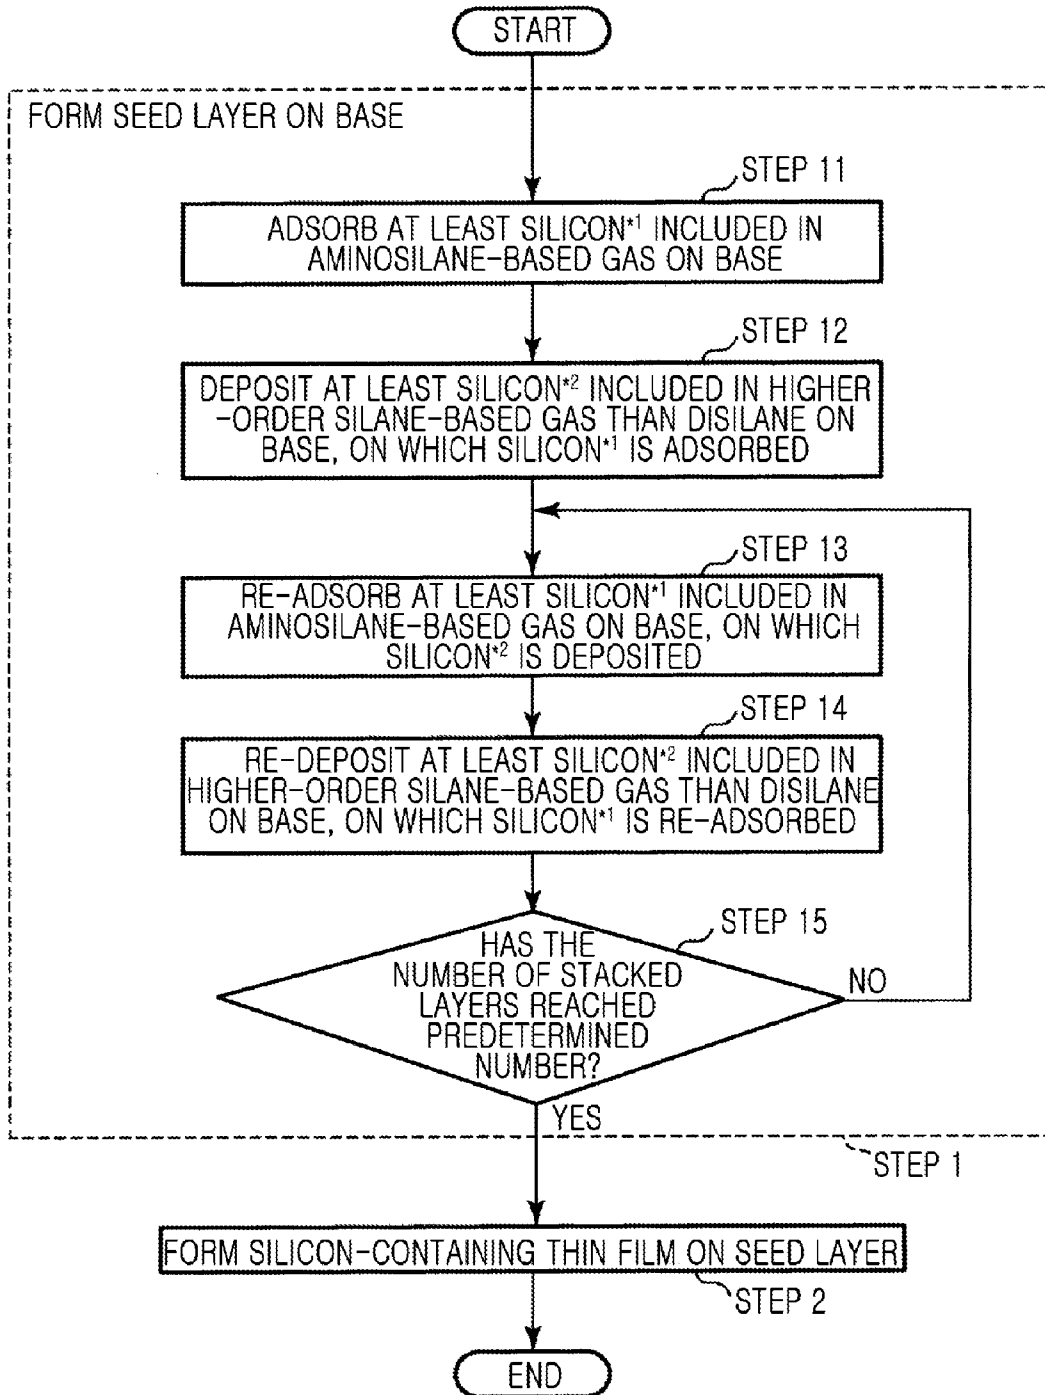 START
FORM SEED LAYER ON BASE
STEP 11
ADSORB AT LEAST SILICON*1 INCLUDED IN
AMINOSILANE-BASED GAS ON BASE
STEP 12
DEPOSIT AT LEAST SILICON*2 INCLUDED IN HIGHER
-ORDER SILANE-BASED GAS THAN DISILANE ON
BASE, ON WHICH SILICON*1 IS ADSORBED
STEP 13
RE-ADSORB AT LEAST SILICON*1 INCLUDED IN
AMINOSILANE-BASED GAS ON BASE, ON WHICH
SILICON*2 IS DEPOSITED
STEP 14
RE-DEPOSIT AT LEAST SILICON*2 INCLUDED IN
HIGHER-ORDER SILANE-BASED GAS THAN DISILANE
ON BASE, ON WHICH SILICON*1 IS RE-ADSORBED
STEP 15
HAS THE
NUMBER OF STACKED
LAYERS REACHED
PREDETERMINED
NUMBER?
NO
YES
STEP 1
FORM SILICON-CONTAINING THIN FILM ON SEED LAYER
STEP 2
END